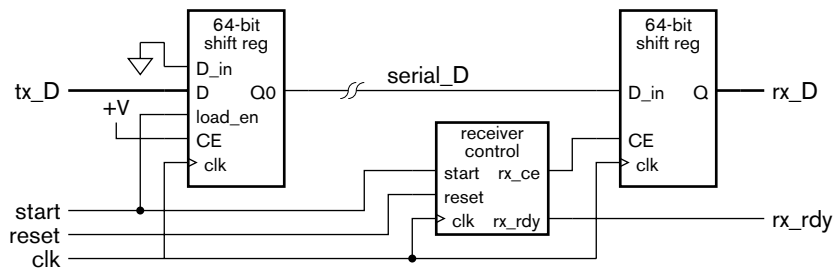 64-bit
shift reg
D_in
tx_D
D
Q0
+V
load_en
CE
clk
serial_D
64-bit
shift reg
D_in
Q
rx_D
CE
clk
receiver
control
start
rx_ce
reset
clk
rx_rdy
start
reset
clk
rx_rdy